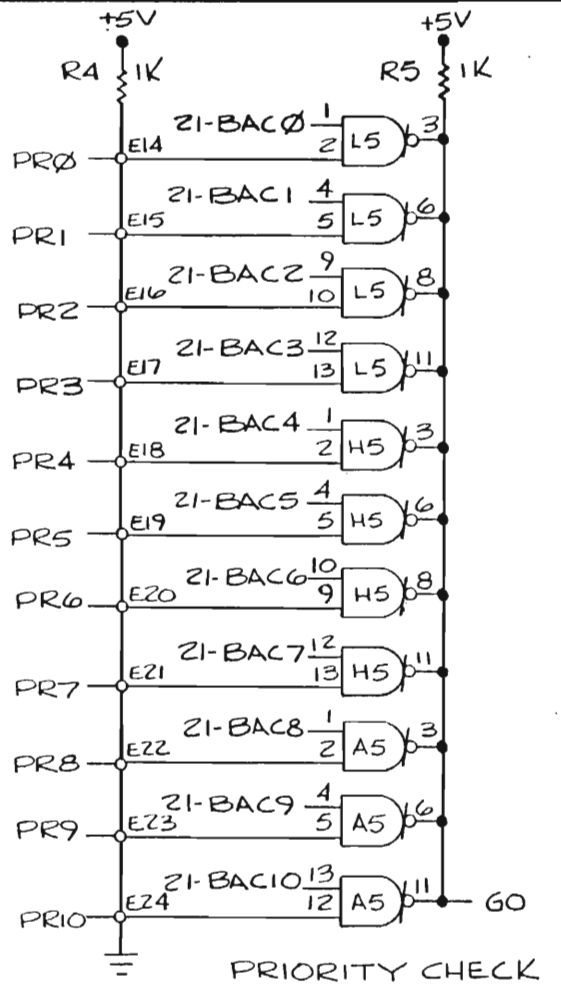 +5V +5V
R4 1K R5 1K
21-BACØ 1 L5 3
PRØ E14 2
21-BAC1 4 L5 6
PR1 E15 5
21-BAC2 9 L5 8
PR2 E16 10
21-BAC3 12 L5 11
PR3 E17 13
21-BAC4 1 H5 3
PR4 E18 2
21-BAC5 4 H5 6
PR5 E19 5
21-BAC6 10 H5 8
PR6 E20 9
21-BAC7 12 H5 11
PR7 E21 13
21-BAC8 1 A5 3
PR8 E22 2
21-BAC9 4 A5 6
PR9 E23 5
21-BAC10 13 A5 11 GO
PR10 E24 12
PRIORITY CHECK